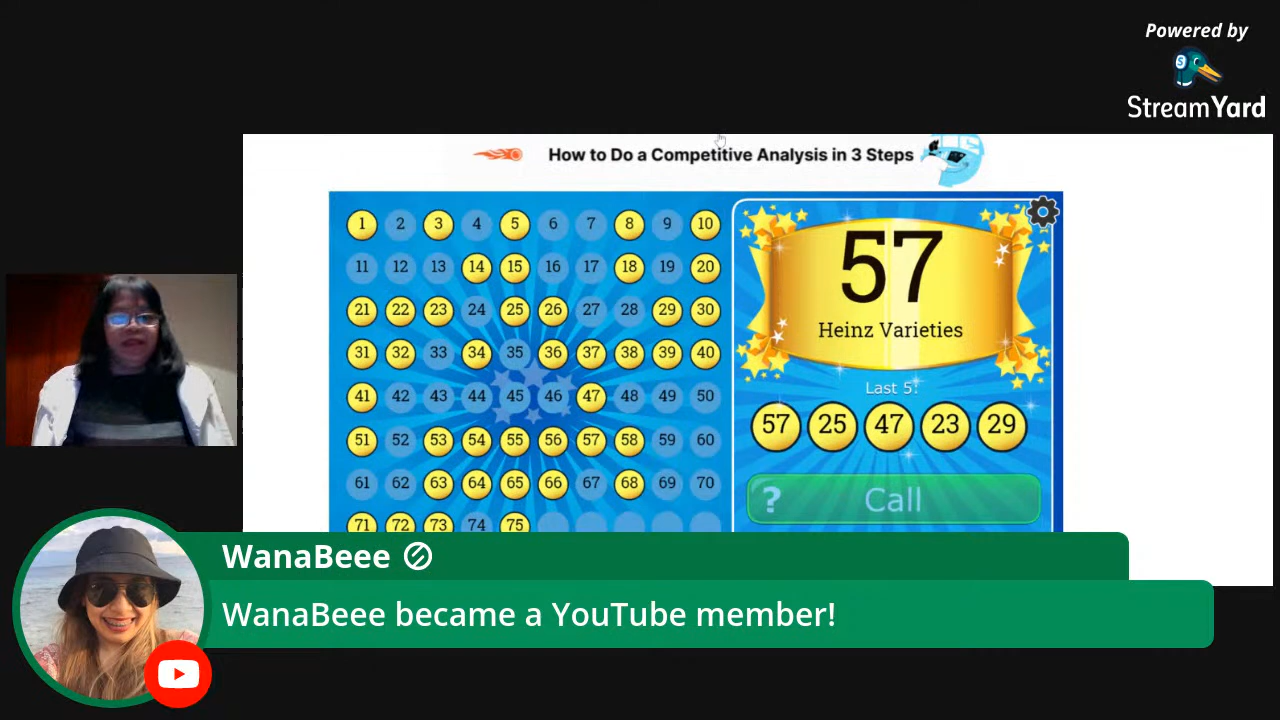 Powered by
StreamYard
How to Do a Competitive Analysis in 3 Steps
1 2 3 4 5 6 7 8 9 10
11 12 13 14 15 16 17 18 19 20
21 22 23 24 25 26 27 28 29 30
31 32 33 34 35 36 37 38 39 40
41 42 43 44 45 46 47 48 49 50
51 52 53 54 55 56 57 58 59 60
61 62 63 64 65 66 67 68 69 70
71 72 73 74 75
57
Heinz Varieties
Last 5:
57 25 47 23 29
? Call
WanaBeee
WanaBeee became a YouTube member!